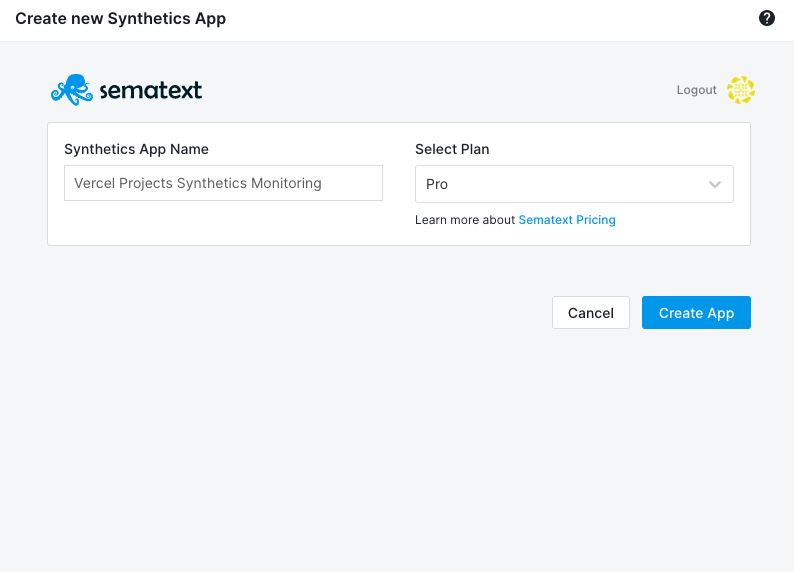 Create new Synthetics App
?
sematext
Logout
Synthetics App Name
Select Plan
Vercel Projects Synthetics Monitoring
Pro
Learn more about Sematext Pricing
Cancel
Create App